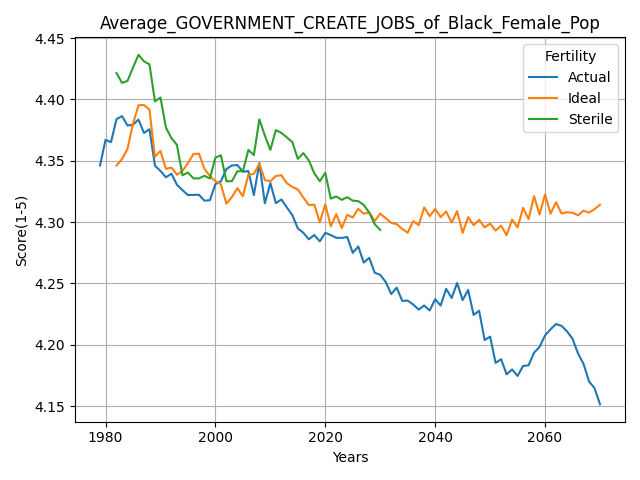 Average_GOVERNMENT_CREATE_JOBS_of_Black_Female_Pop
Fertility
Actual
Ideal
Sterile
Score(1-5)
4.45
4.40
4.35
4.30
4.25
4.20
4.15
1980 2000 2020 2040 2060
Years